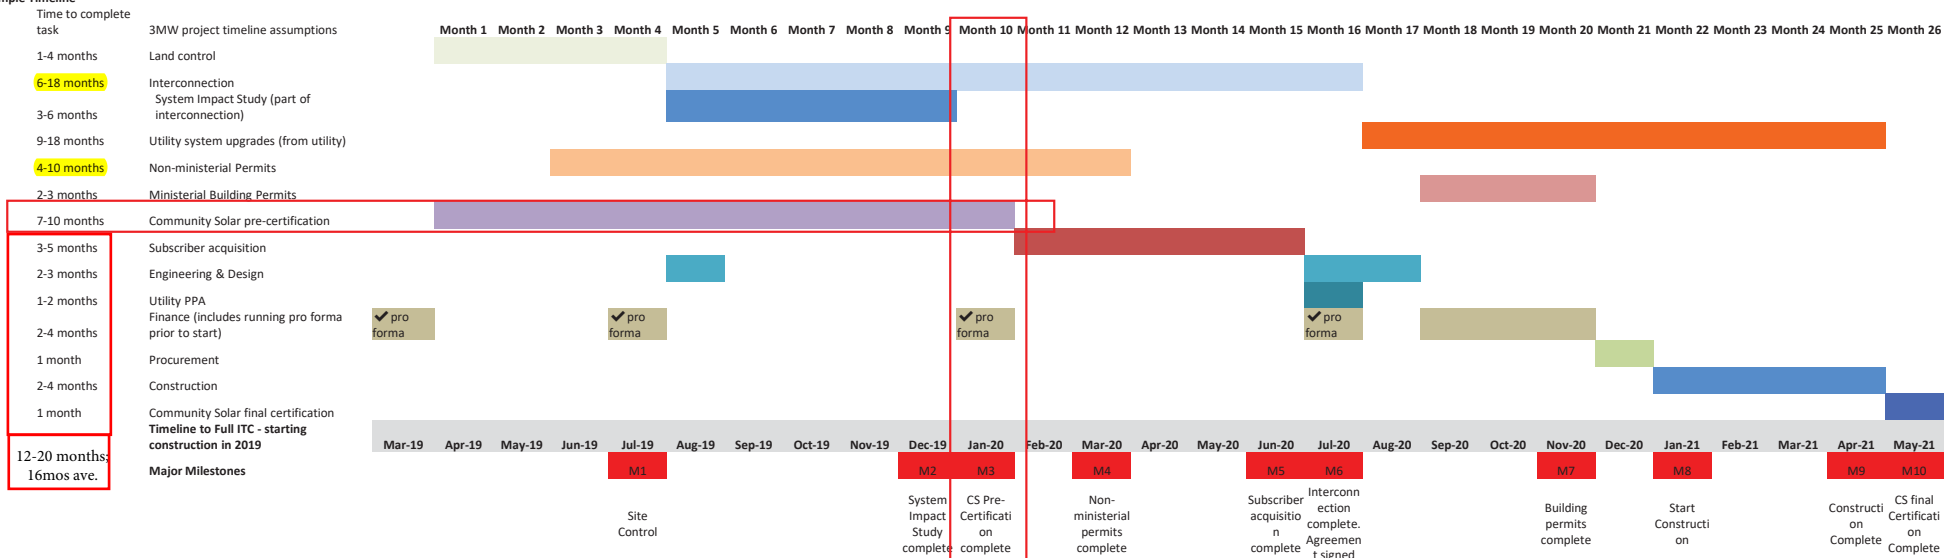 mple Timeline
Time to complete
task
3MW project timeline assumptions
Month 1 Month 2 Month 3 Month 4 Month 5 Month 6 Month 7 Month 8 Month 9 Month 10 Month 11 Month 12 Month 13 Month 14 Month 15 Month 16 Month 17 Month 18 Month 19 Month 20 Month 21 Month 22 Month 23 Month 24 Month 25 Month 26
1-4 months Land control
6-18 months Interconnection
System Impact Study (part of
3-6 months interconnection)
9-18 months Utility system upgrades (from utility)
4-10 months Non-ministerial Permits
2-3 months Ministerial Building Permits
7-10 months Community Solar pre-certification
3-5 months Subscriber acquisition
2-3 months Engineering & Design
1-2 months Utility PPA
Finance (includes running pro forma
2-4 months prior to start)
✔ pro
forma
✔ pro
forma
✔ pro
forma
✔ pro
forma
1 month Procurement
2-4 months Construction
1 month Community Solar final certification
Timeline to Full ITC - starting
construction in 2019
Mar-19 Apr-19 May-19 Jun-19 Jul-19 Aug-19 Sep-19 Oct-19 Nov-19 Dec-19 Jan-20 Feb-20 Mar-20 Apr-20 May-20 Jun-20 Jul-20 Aug-20 Sep-20 Oct-20 Nov-20 Dec-20 Jan-21 Feb-21 Mar-21 Apr-21 May-21
12-20 months;
16mos ave.
Major Milestones M1 M2 M3 M4 M5 M6 M7 M8 M9 M10
Site
Control
System
Impact
Study
complete
CS Pre-
Certificati
on
complete
Non-
ministerial
permits
complete
Subscriber
acquisitio
n
complete
Interconn
ection
complete.
Agreemen
t signed
Building
permits
complete
Start
Constructi
on
Constructi
on
Complete
CS final
Certificati
on
Complete